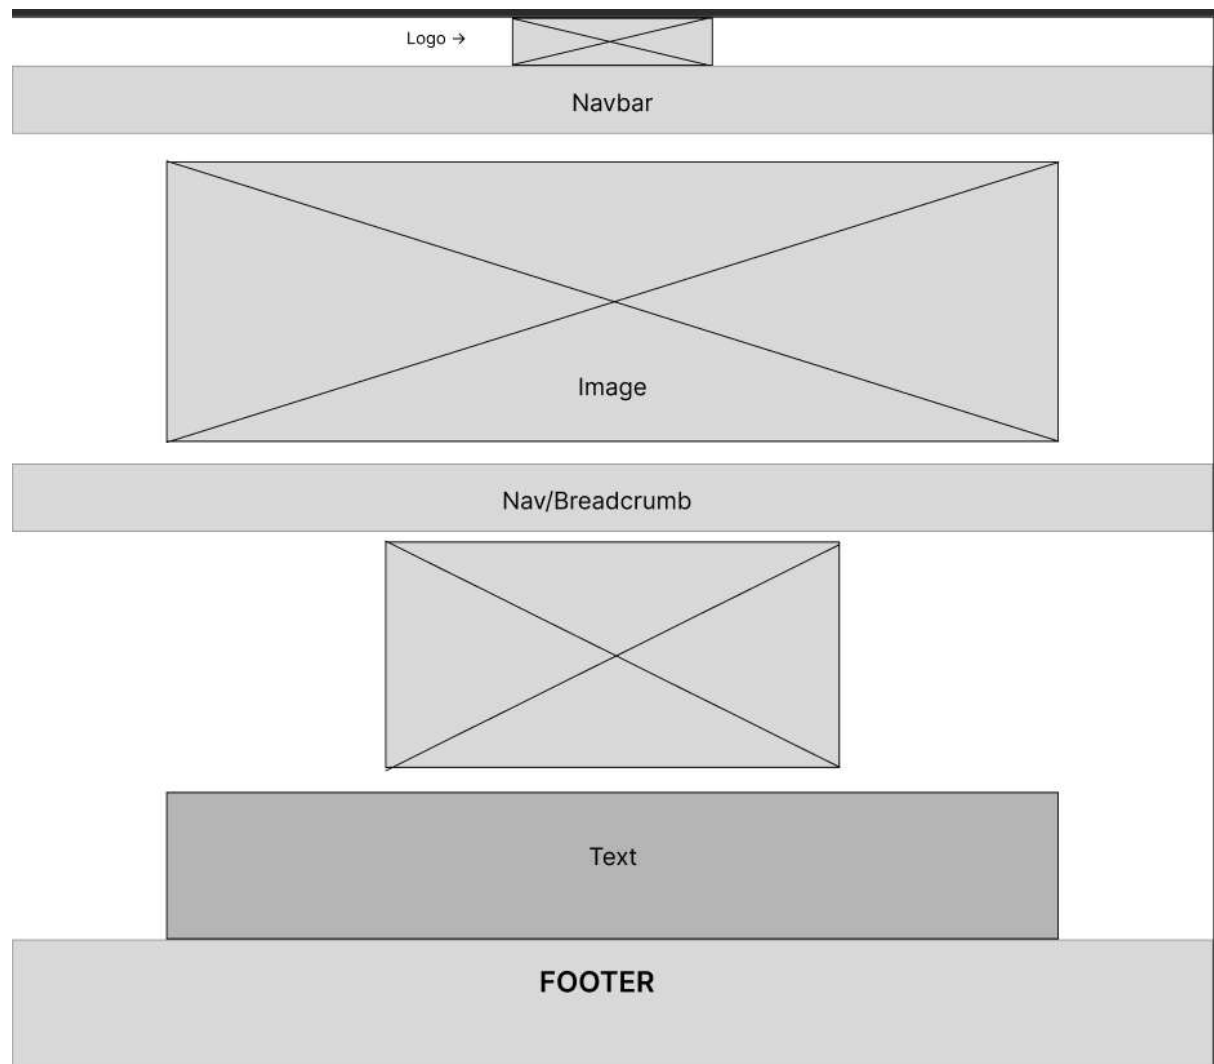 Logo →
Navbar
Image
Nav/Breadcrumb
Text
FOOTER